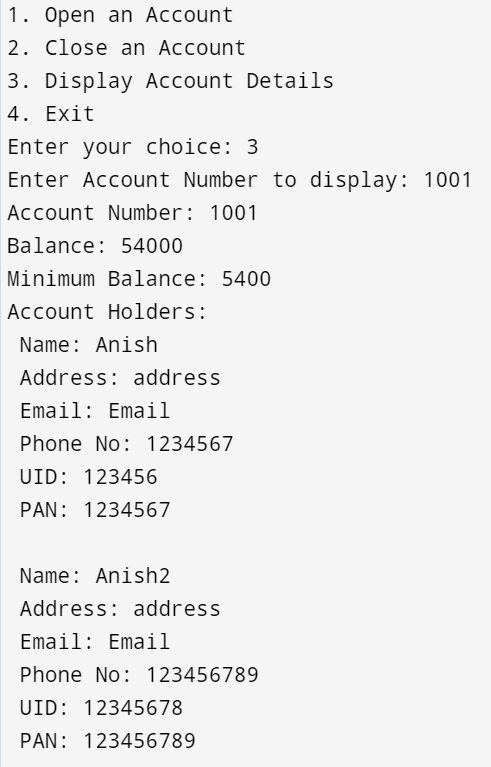 1. Open an Account
2. Close an Account
3. Display Account Details
4. Exit
Enter your choice: 3
Enter Account Number to display: 1001
Account Number: 1001
Balance: 54000
Minimum Balance: 5400
Account Holders:
Name: Anish
Address: address
Email: Email
Phone No: 1234567
UID: 123456
PAN: 1234567
Name: Anish2
Address: address
Email: Email
Phone No: 123456789
UID: 12345678
PAN: 123456789